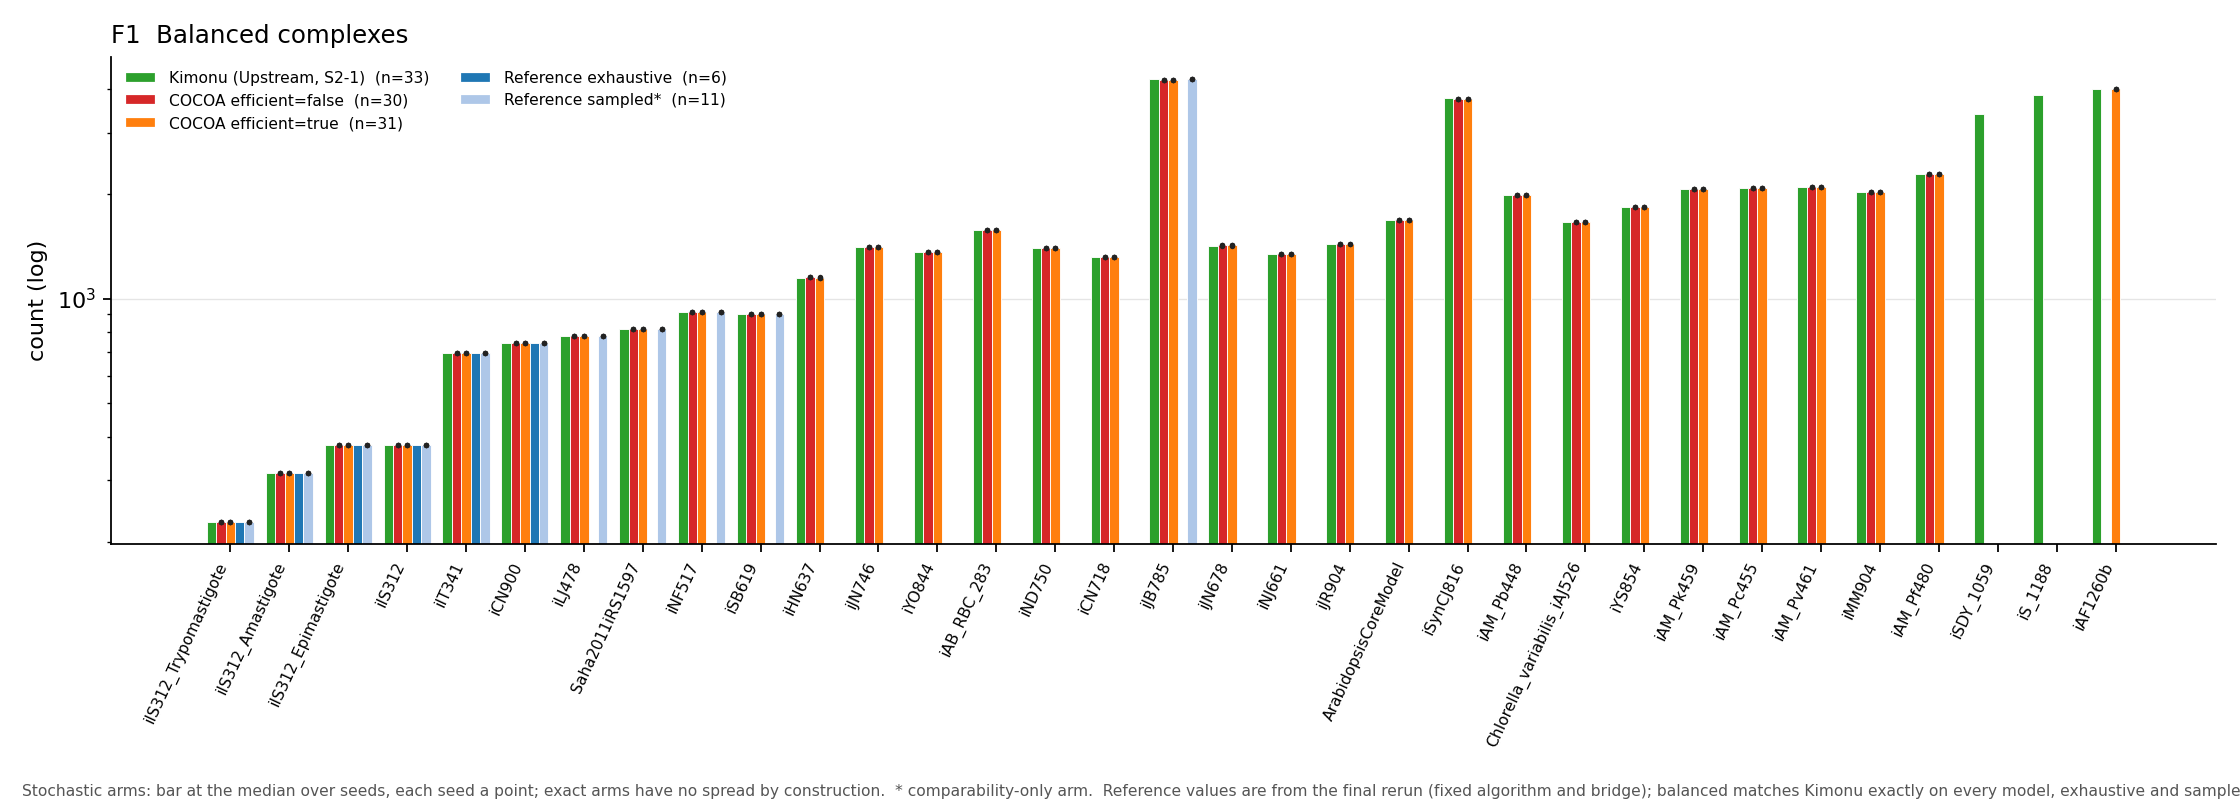 F1 Balanced complexes
Kimonu (Upstream, S2-1) (n=33)
COCOA efficient=false (n=30)
COCOA efficient=true (n=31)
Reference exhaustive (n=6)
Reference sampled* (n=11)
count (log)
10³
iIS312_Trypomastigote
iIS312_Amastigote
iIS312_Epimastigote
iIS312
iIT341
iCN900
iLJ478
Saha2011iRS1597
iNF517
iSB619
iHN637
iJN746
iYO844
iAB_RBC_283
iND750
iCN718
iJB785
iJN678
iNJ661
iJR904
ArabidopsisCoreModel
iSynCJ816
iAM_Pb448
Chlorella_variabilis_iAJ526
iYS854
iAM_Pk459
iAM_Pc455
iAM_Pv461
iMM904
iAM_Pf480
iSDY_1059
iS_1188
iAF1260b
Stochastic arms: bar at the median over seeds, each seed a point; exact arms have no spread by construction. * comparability-only arm. Reference values are from the final rerun (fixed algorithm and bridge); balanced matches Kimonu exactly on every model, exhaustive and sample